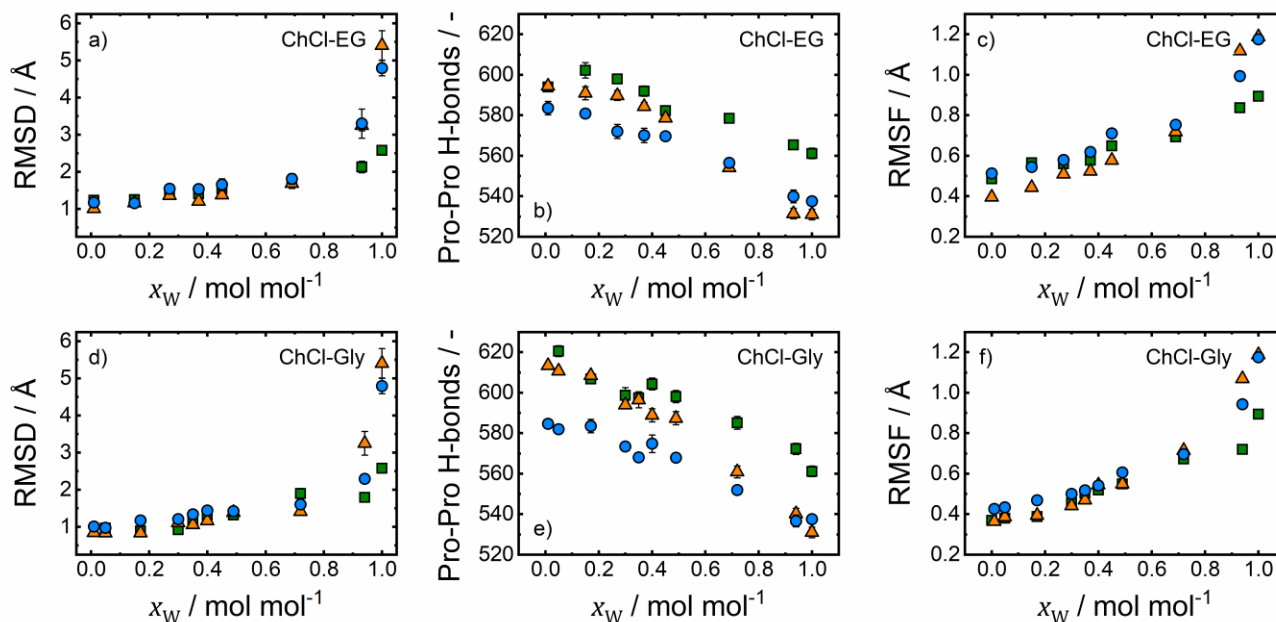 a)
ChCl-EG
RMSD / Å
6
5
4
3
2
1
0.0 0.2 0.4 0.6 0.8 1.0
x_W / mol mol⁻¹
b)
ChCl-EG
Pro-Pro H-bonds / -
620
600
580
560
540
520
0.0 0.2 0.4 0.6 0.8 1.0
x_W / mol mol⁻¹
c)
ChCl-EG
RMSF / Å
1.2
1.0
0.8
0.6
0.4
0.2
0.0 0.2 0.4 0.6 0.8 1.0
x_W / mol mol⁻¹
d)
ChCl-Gly
RMSD / Å
6
5
4
3
2
1
0.0 0.2 0.4 0.6 0.8 1.0
x_W / mol mol⁻¹
e)
ChCl-Gly
Pro-Pro H-bonds / -
620
600
580
560
540
520
0.0 0.2 0.4 0.6 0.8 1.0
x_W / mol mol⁻¹
f)
ChCl-Gly
RMSF / Å
1.2
1.0
0.8
0.6
0.4
0.2
0.0 0.2 0.4 0.6 0.8 1.0
x_W / mol mol⁻¹